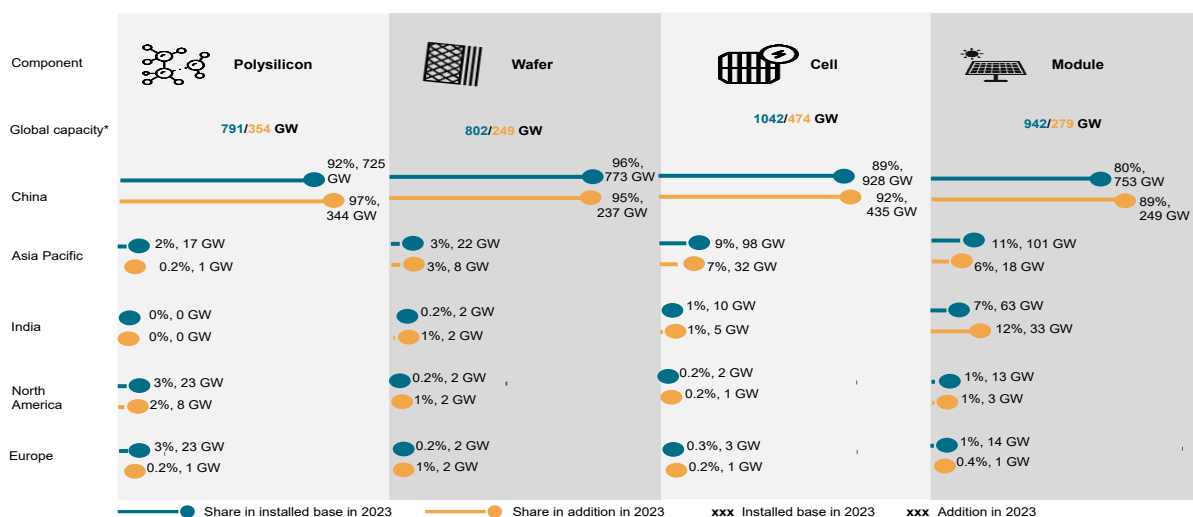 Component
Polysilicon
Wafer
Cell
Module
Global capacity*
791/354 GW
802/249 GW
1042/474 GW
942/279 GW
China
92%, 725
GW
97%,
344 GW
96%,
773 GW
95%,
237 GW
89%,
928 GW
92%,
435 GW
80%,
753 GW
89%,
249 GW
Asia Pacific
2%, 17 GW
0.2%, 1 GW
3%, 22 GW
3%, 8 GW
9%, 98 GW
7%, 32 GW
11%, 101 GW
6%, 18 GW
India
0%, 0 GW
0%, 0 GW
0.2%, 2 GW
1%, 2 GW
1%, 10 GW
1%, 5 GW
7%, 63 GW
12%, 33 GW
North
America
3%, 23 GW
2%, 8 GW
0.2%, 2 GW
1%, 2 GW
0.2%, 2 GW
0.2%, 1 GW
1%, 13 GW
1%, 3 GW
Europe
3%, 23 GW
0.2%, 1 GW
0.2%, 2 GW
1%, 2 GW
0.3%, 3 GW
0.2%, 1 GW
1%, 14 GW
0.4%, 1 GW
Share in installed base in 2023
Share in addition in 2023
xxx Installed base in 2023
xxx Addition in 2023